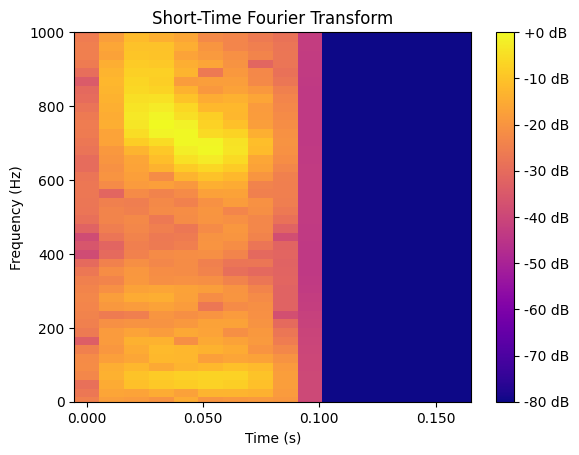 Short-Time Fourier Transform
1000
800
600
400
200
0
Frequency (Hz)
0.000
0.050
0.100
0.150
Time (s)
+0 dB
-10 dB
-20 dB
-30 dB
-40 dB
-50 dB
-60 dB
-70 dB
-80 dB